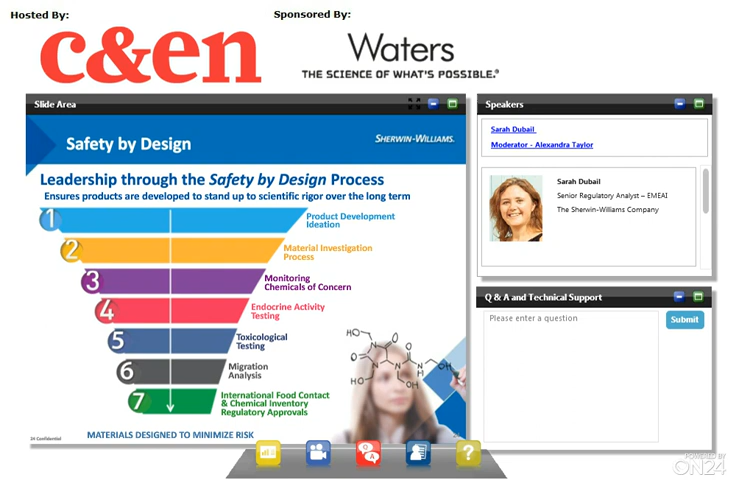 Hosted By:
Sponsored By:
c&en
Waters
THE SCIENCE OF WHAT'S POSSIBLE.®
Slide Area
Safety by Design
SHERWIN-WILLIAMS.
Leadership through the Safety by Design Process
Ensures products are developed to stand up to scientific rigor over the long term
1
Product Development
Ideation
2
Material Investigation
Process
3
Monitoring
Chemicals of Concern
4
Endocrine Activity
Testing
5
Toxicological
Testing
6
Migration
Analysis
7
International Food Contact
& Chemical Inventory
Regulatory Approvals
HO
N
N
O
O
O
N
H
OH
HO
OH
MATERIALS DESIGNED TO MINIMIZE RISK
24 Confidential
Q
A
?
Speakers
Sarah Dubail
Moderator - Alexandra Taylor
Sarah Dubail
Senior Regulatory Analyst – EMEAI
The Sherwin-Williams Company
Q & A and Technical Support
Please enter a question
Submit
POWERED BY
ON24